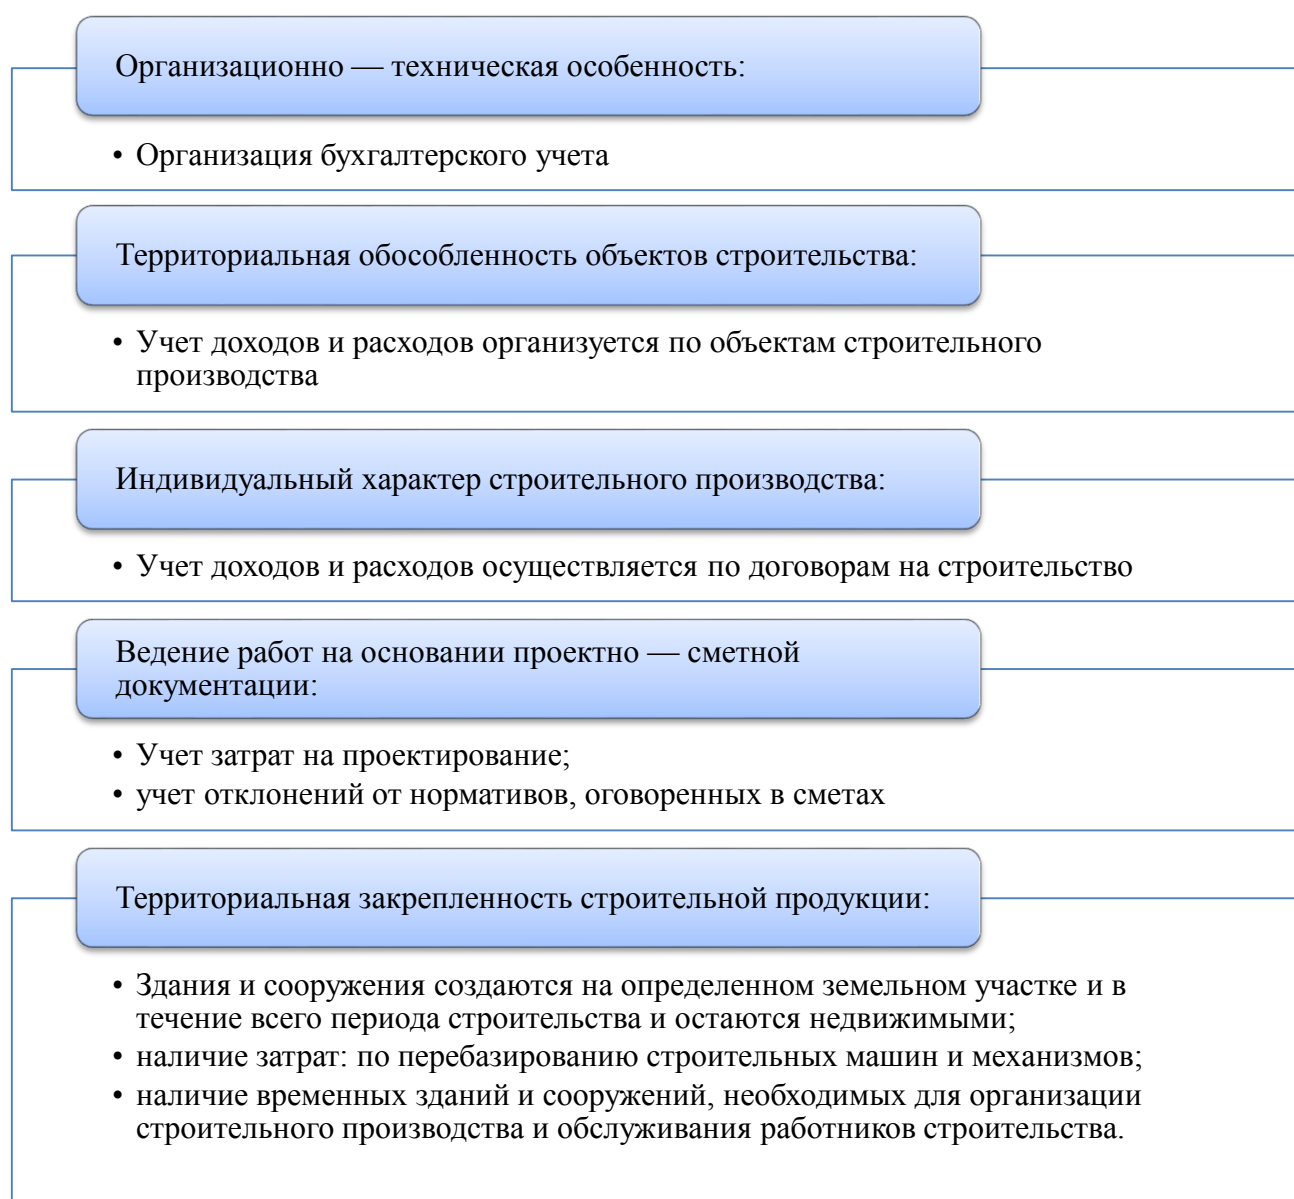 Организационно — техническая особенность:
• Организация бухгалтерского учета
Территориальная обособленность объектов строительства:
• Учет доходов и расходов организуется по объектам строительного
производства
Индивидуальный характер строительного производства:
• Учет доходов и расходов осуществляется по договорам на строительство
Ведение работ на основании проектно — сметной
документации:
• Учет затрат на проектирование;
• учет отклонений от нормативов, оговоренных в сметах
Территориальная закрепленность строительной продукции:
• Здания и сооружения создаются на определенном земельном участке и в
течение всего периода строительства и остаются недвижимыми;
• наличие затрат: по перебазированию строительных машин и механизмов;
• наличие временных зданий и сооружений, необходимых для организации
строительного производства и обслуживания работников строительства.